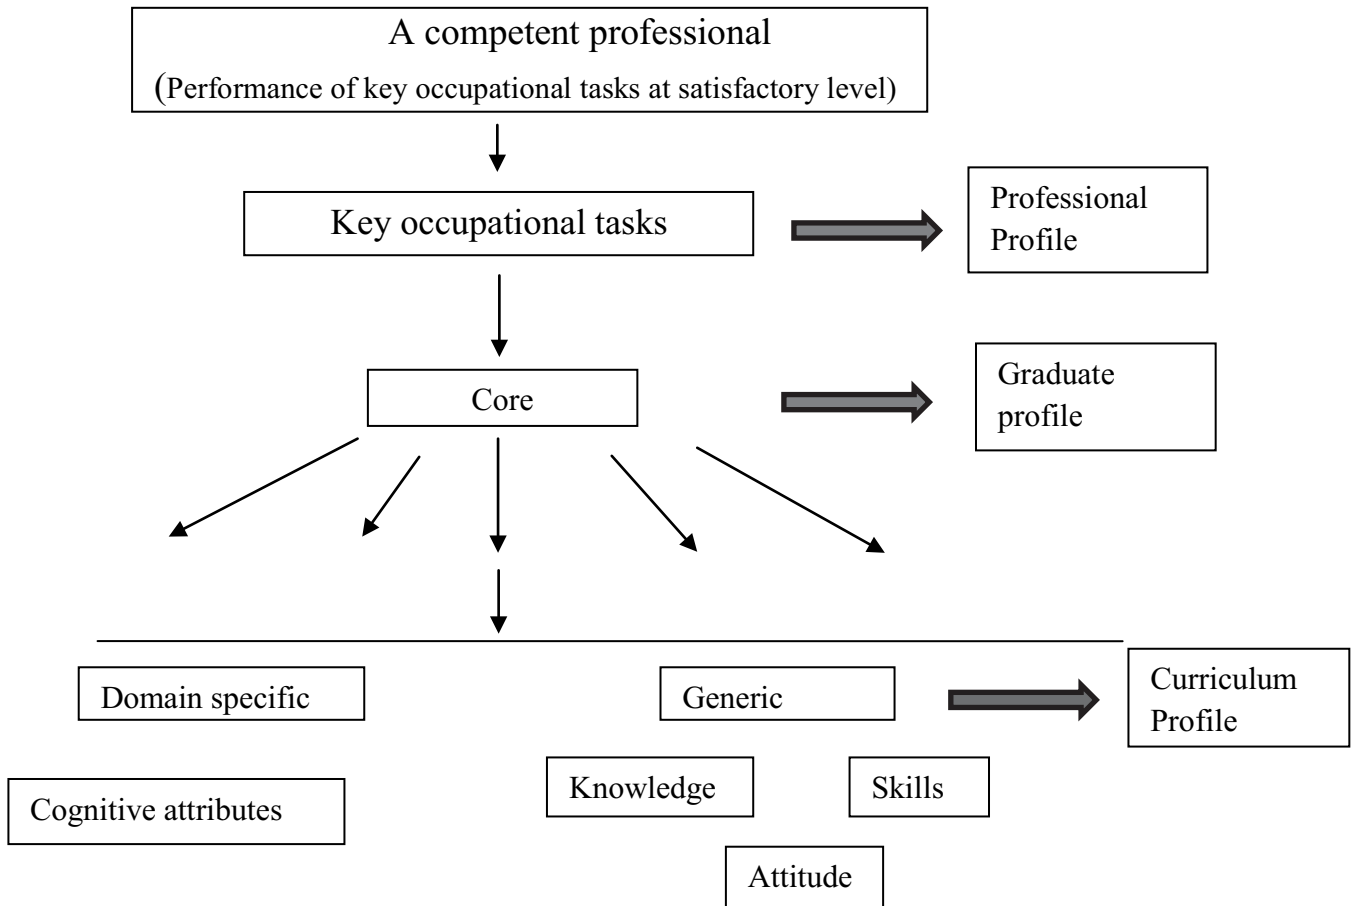 A competent professional
(Performance of key occupational tasks at satisfactory level)
Key occupational tasks
Professional
Profile
Core
Graduate
profile
Domain specific
Generic
Curriculum
Profile
Cognitive attributes
Knowledge
Skills
Attitude